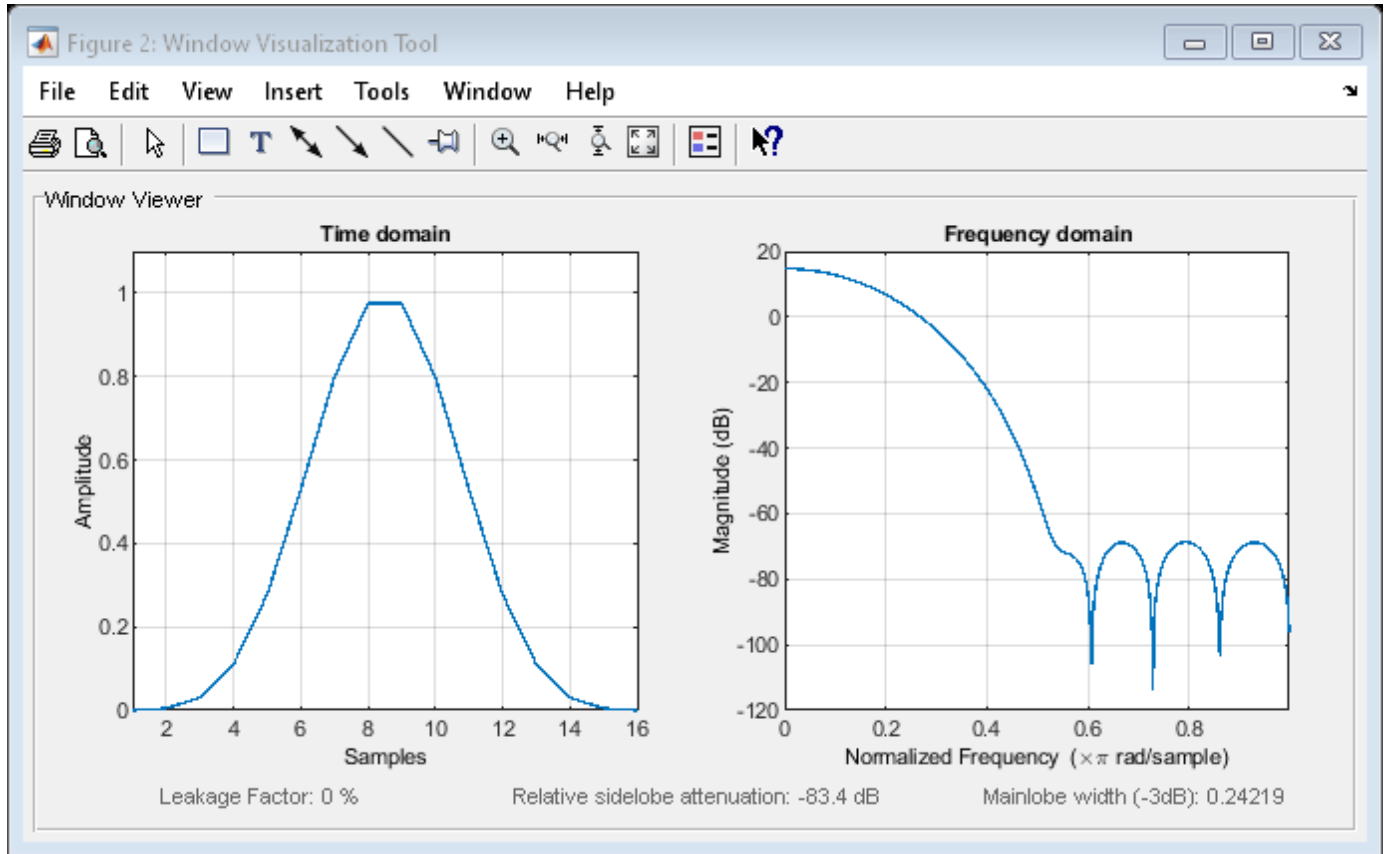 Figure 2: Window Visualization Tool
File Edit View Insert Tools Window Help
T
?
Window Viewer
Time domain
1
0.8
0.6
0.4
0.2
0
Amplitude
2 4 6 8 10 12 14 16
Samples
Frequency domain
20
0
-20
-40
-60
-80
-100
-120
Magnitude (dB)
0 0.2 0.4 0.6 0.8
Normalized Frequency (×π rad/sample)
Leakage Factor: 0 % Relative sidelobe attenuation: -83.4 dB Mainlobe width (-3dB): 0.24219